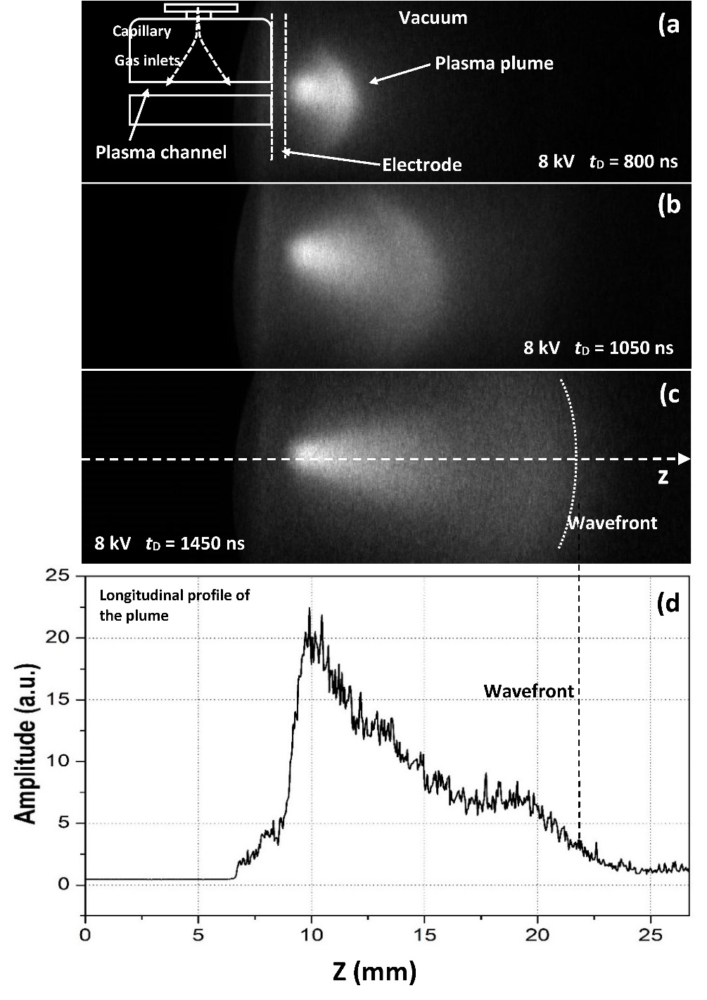 Vacuum
(a
Capillary
Gas inlets
Plasma plume
Plasma channel
Electrode
8 kV tD = 800 ns
(b
8 kV tD = 1050 ns
(c
z
Wavefront
8 kV tD = 1450 ns
25
Longitudinal profile of
the plume
(d
20
Wavefront
15
10
5
0
Amplitude (a.u.)
0 5 10 15 20 25
Z (mm)